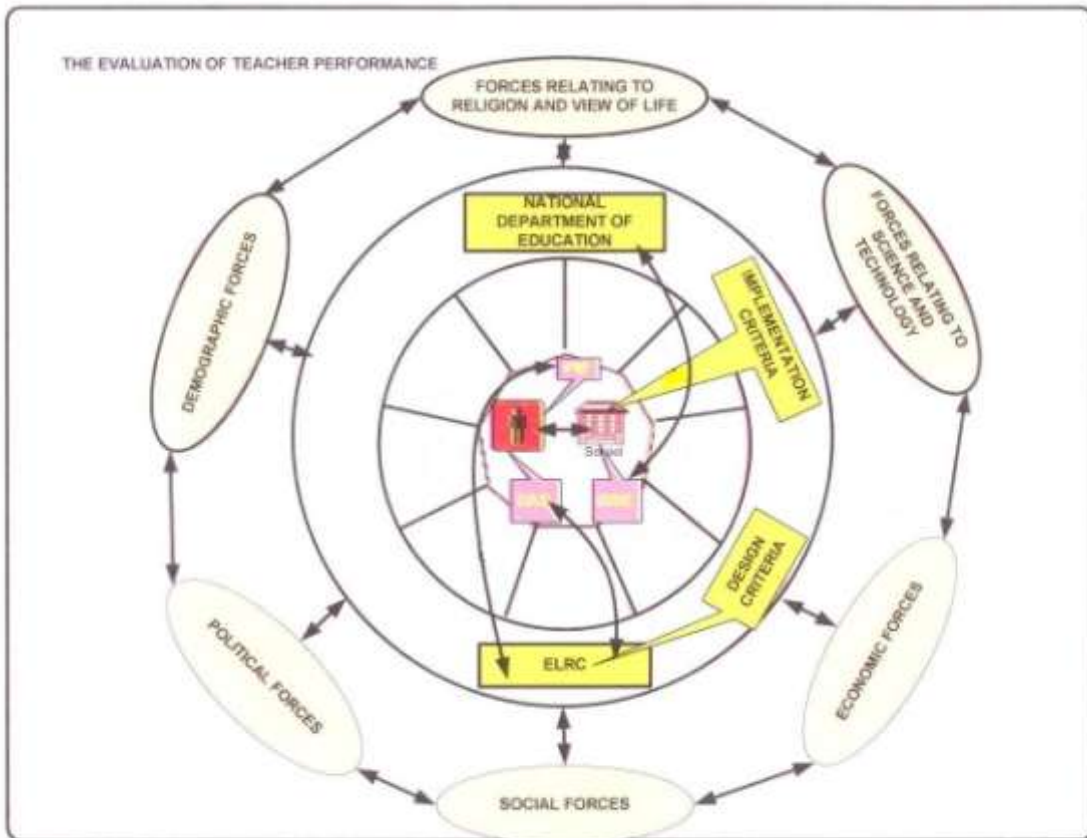 THE EVALUATION OF TEACHER PERFORMANCE
FORCES RELATING TO
RELIGION AND VIEW OF LIFE
NATIONAL
DEPARTMENT OF
EDUCATION
FORCES RELATING TO
SCIENCE AND
TECHNOLOGY
IMPLEMENTATION
CRITERIA
DEMOGRAPHIC FORCES
School
DESIGN
CRITERIA
ELRC
POLITICAL FORCES
ECONOMIC FORCES
SOCIAL FORCES